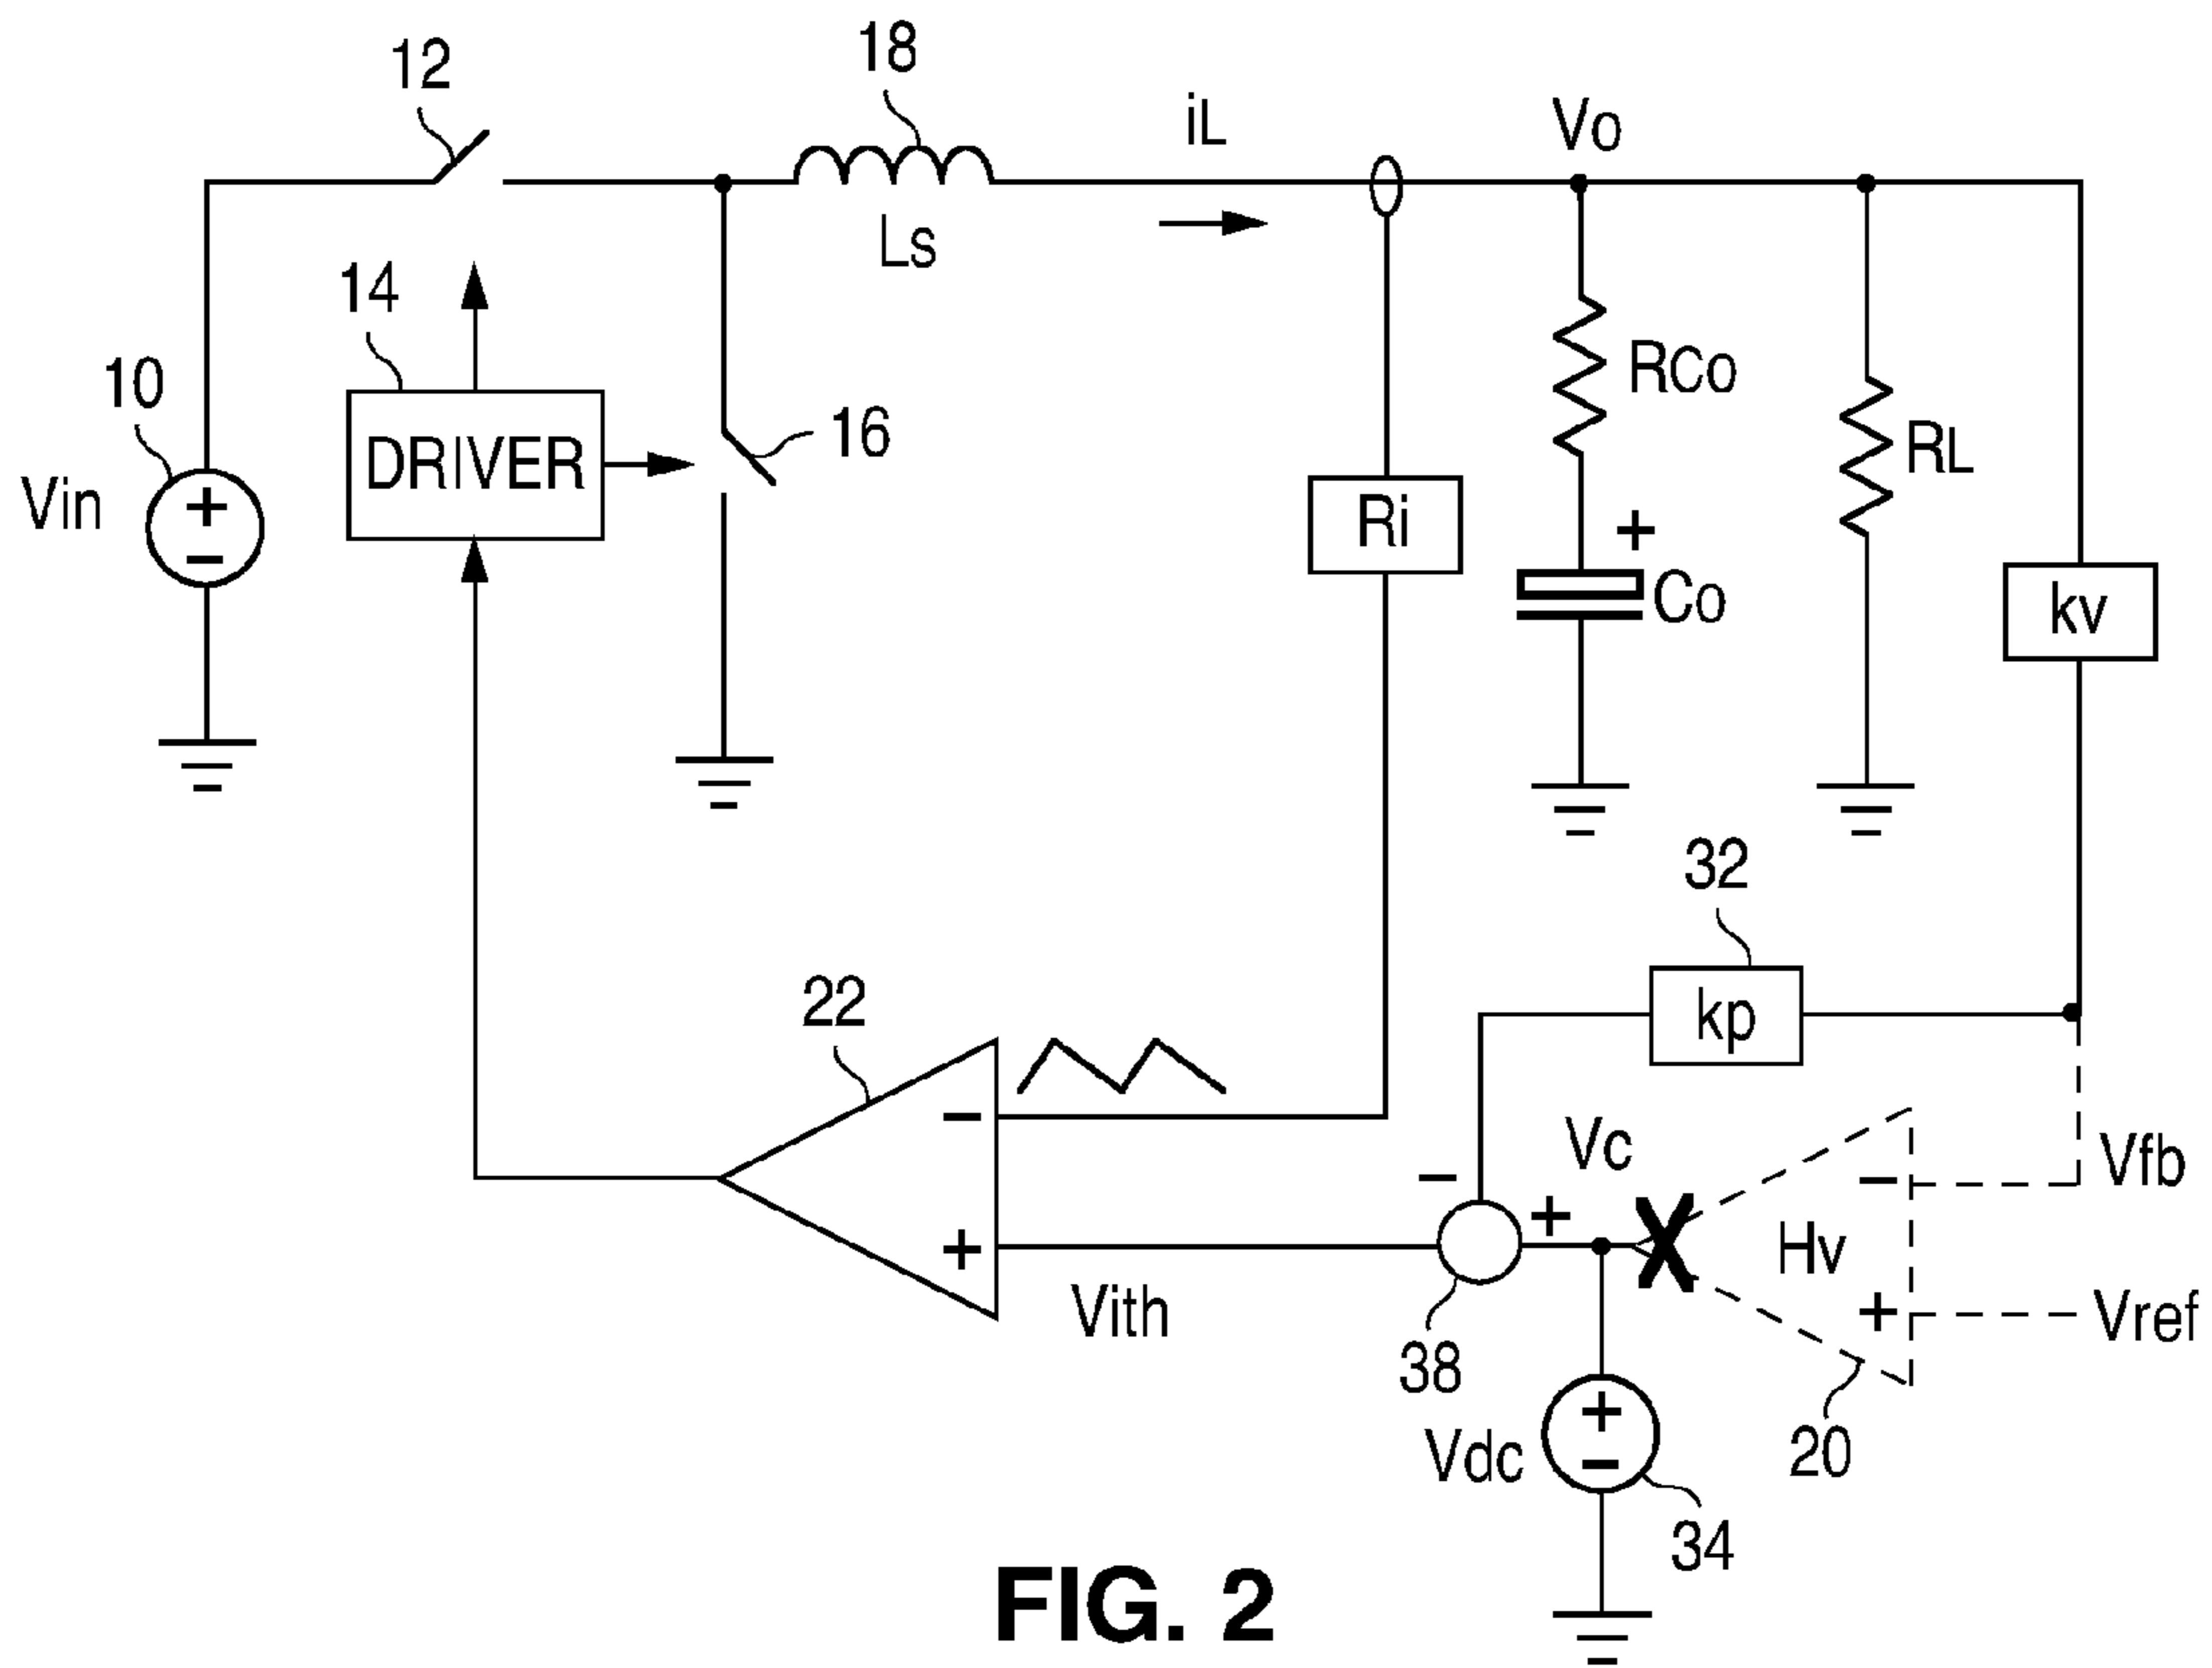 18
12
iL
Vo
Ls
14
10
RCo
16
DRIVER
RL
Vin
+
−
Ri
+
Co
kv
32
22
kp
−
Vc
Vfb
−
+
−
X
Hv
+
Vith
+
Vref
38
Vdc
+
−
20
34
FIG. 2